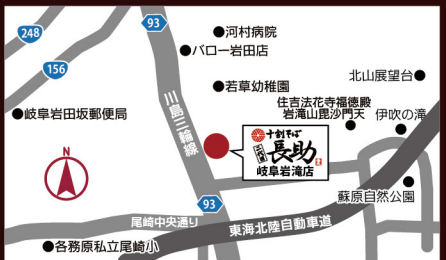 248
93
河村病院
バロー岩田店
156
若草幼稚園
北山展望台
住吉法花寺福徳殿
岩滝山毘沙門天
伊吹の滝
岐阜岩田坂郵便局
川島三輪線
十割そば
長助
岐阜岩滝店
N
93
蘇原自然公園
尾崎中央通り
東海北陸自動車道
各務原私立尾崎小